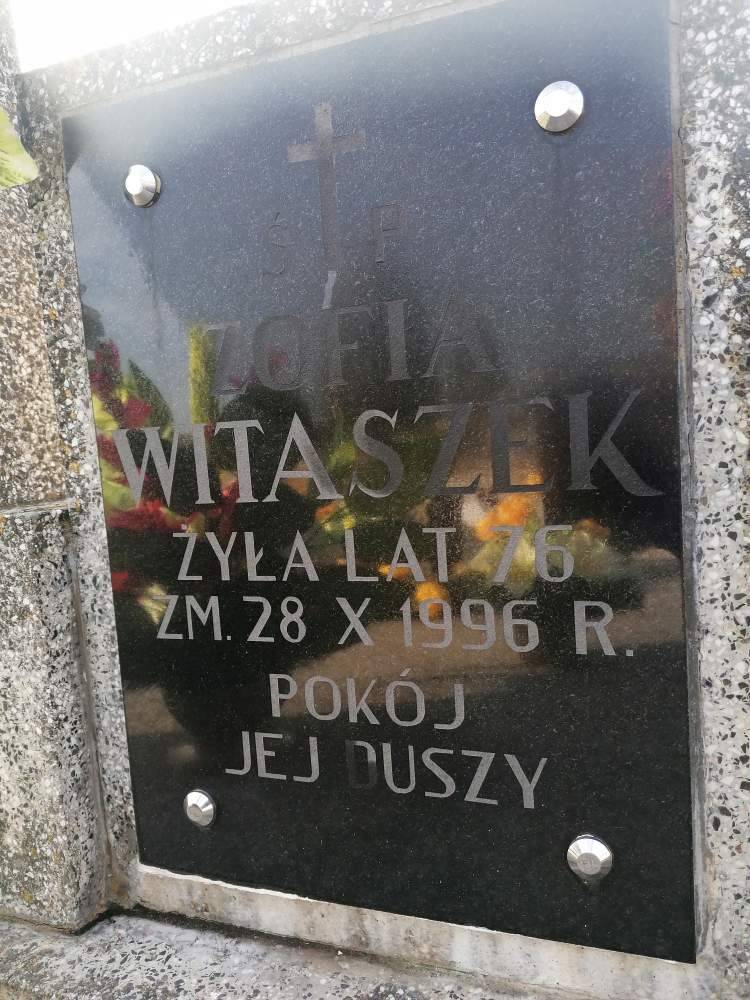 Ś P
ZOFIA
WITASZEK
ŻYŁA LAT 76
ZM. 28 X 1996 R.
POKÓJ
JEJ DUSZY